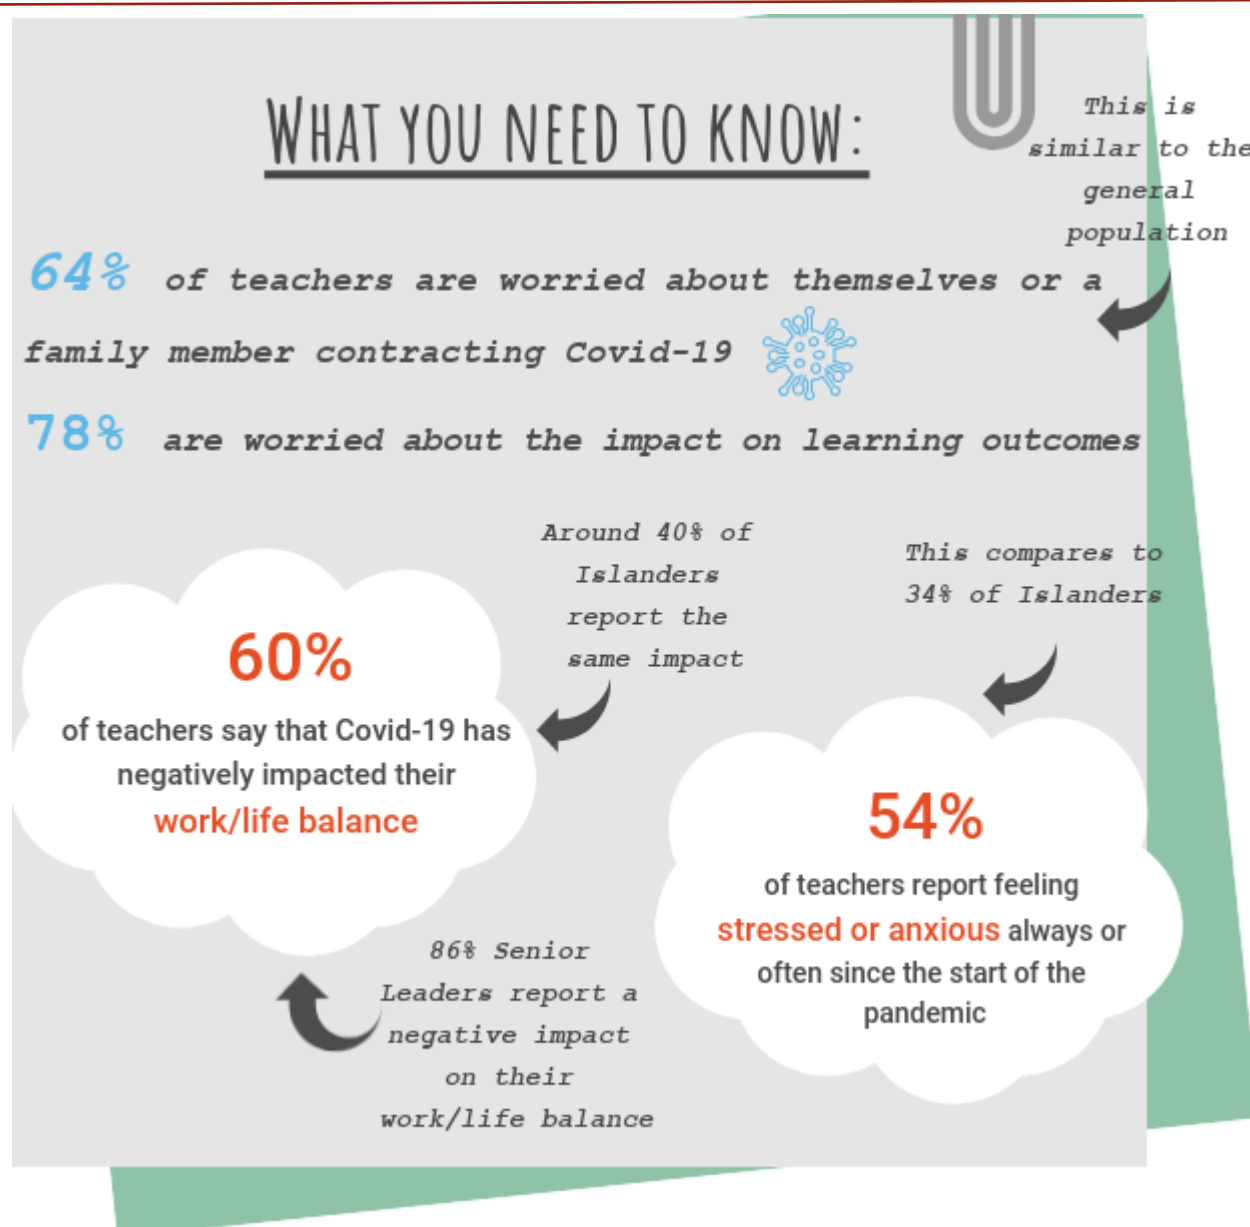 What you need to know:
This is
similar to the
general
population
64% of teachers are worried about themselves or a
family member contracting Covid-19
78% are worried about the impact on learning outcomes
Around 40% of
Islanders
report the
same impact
This compares to
34% of Islanders
60%
of teachers say that Covid-19 has
negatively impacted their
work/life balance
54%
of teachers report feeling
stressed or anxious always or
often since the start of the
pandemic
86% Senior
Leaders report a
negative impact
on their
work/life balance